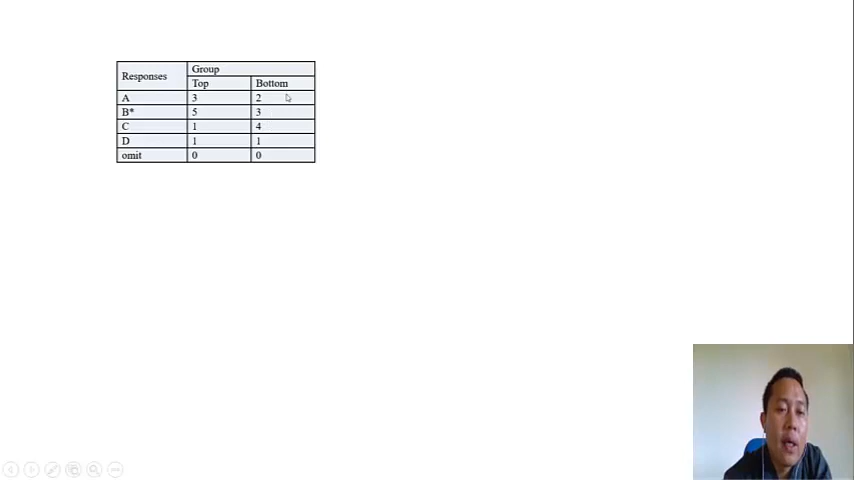 Responses Group
Top Bottom
A 3 2
B* 5 3
C 1 4
D 1 1
omit 0 0